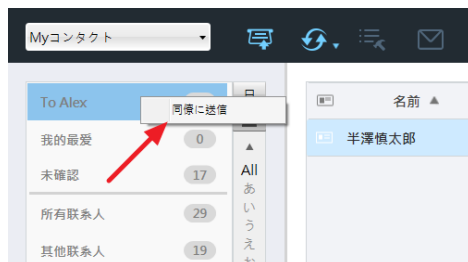 Myコンタクト
To Alex
同僚に送信
名前 ▲
我的最爱
0
半澤慎太郎
未確認
17
All
あ
い
う
え
所有联系人
29
其他联系人
19